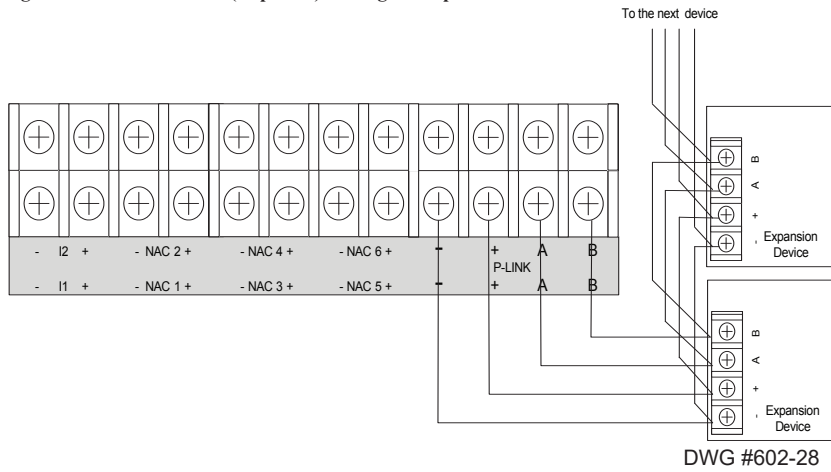 To the next device
B
A
+
-
Expansion
Device
- I2 + - NAC 2 + - NAC 4 + - NAC 6 + - + A B
P-LINK
- I1 + - NAC 1 + - NAC 3 + - NAC 5 + - + A B
B
A
+
-
Expansion
Device
DWG #602-28